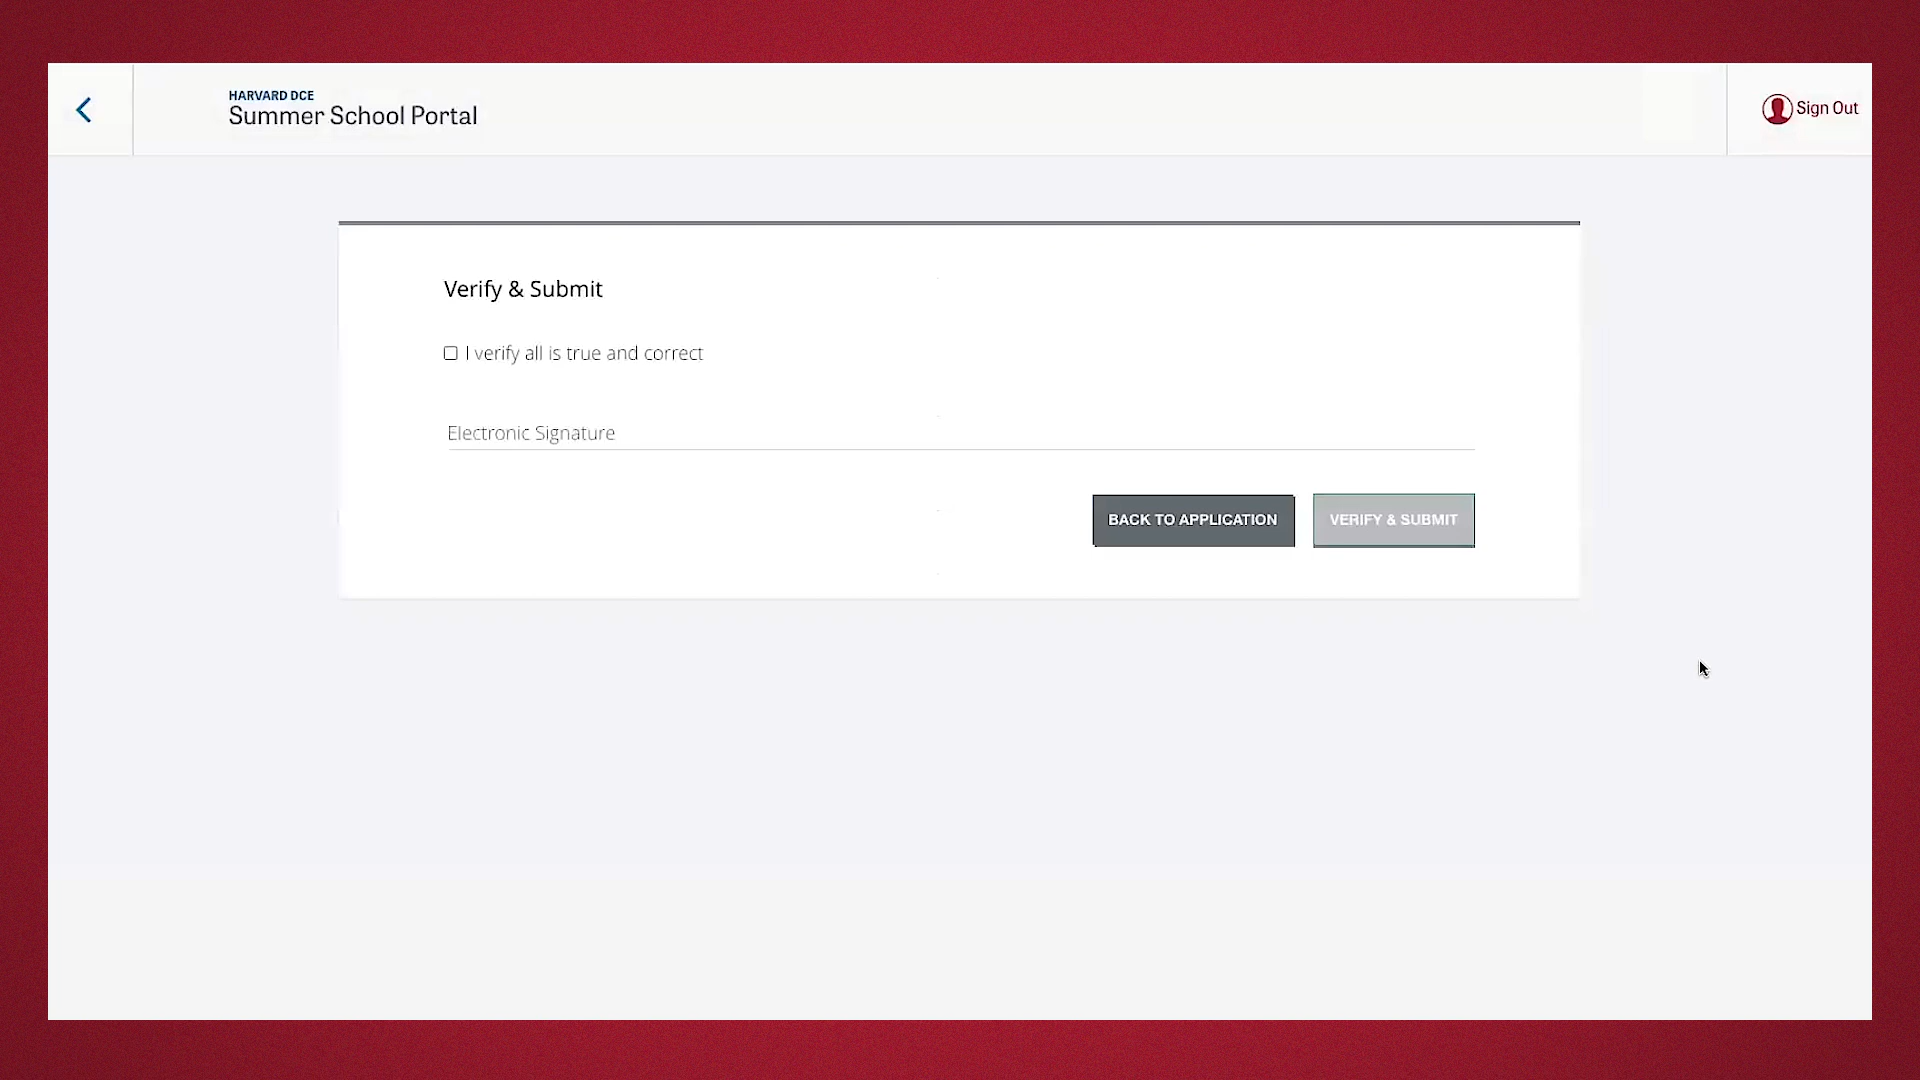 HARVARD DCE
Summer School Portal
Sign Out
Verify & Submit
I verify all is true and correct
Electronic Signature
BACK TO APPLICATION
VERIFY & SUBMIT